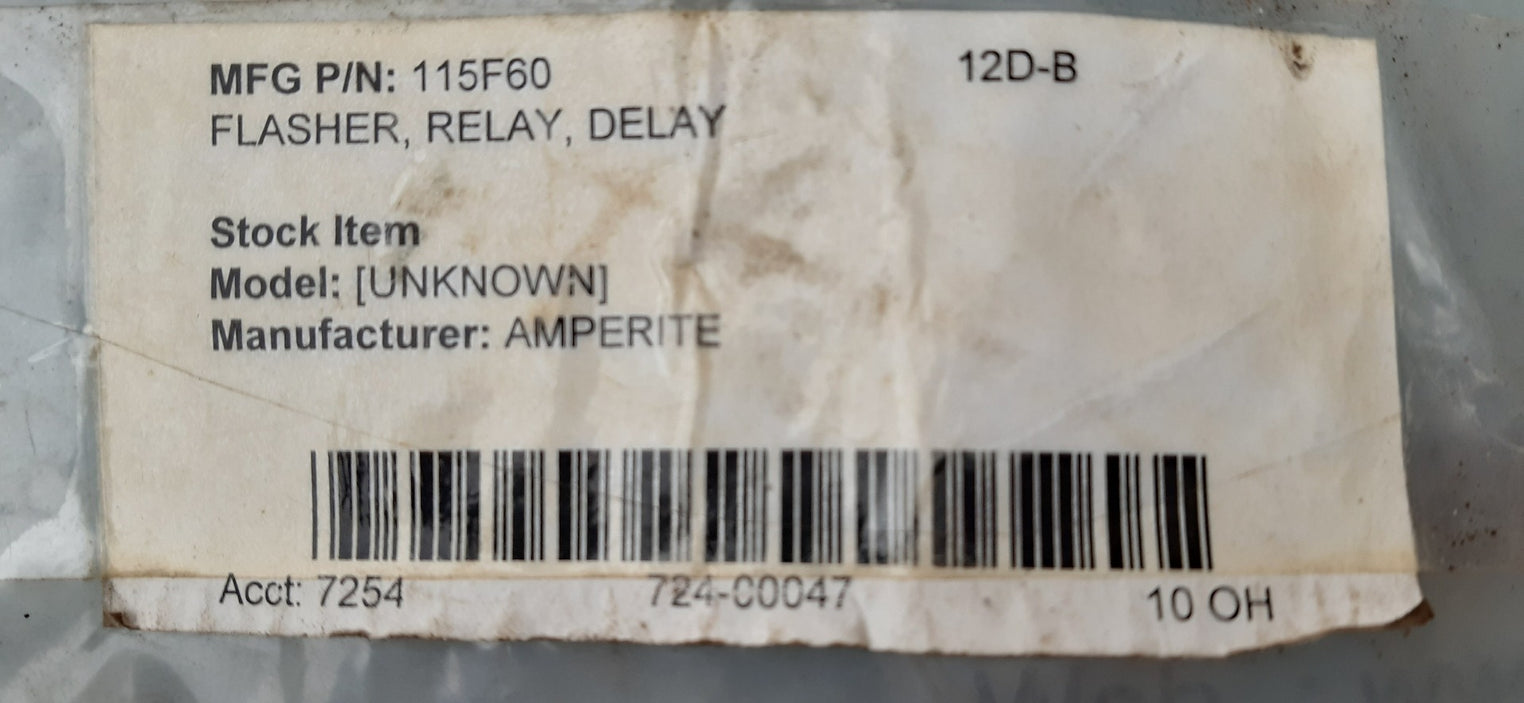 MFG P/N: 115F60 12D-B
FLASHER, RELAY, DELAY
Stock Item
Model: [UNKNOWN]
Manufacturer: AMPERITE
Acct: 7254 724-00047 10 OH